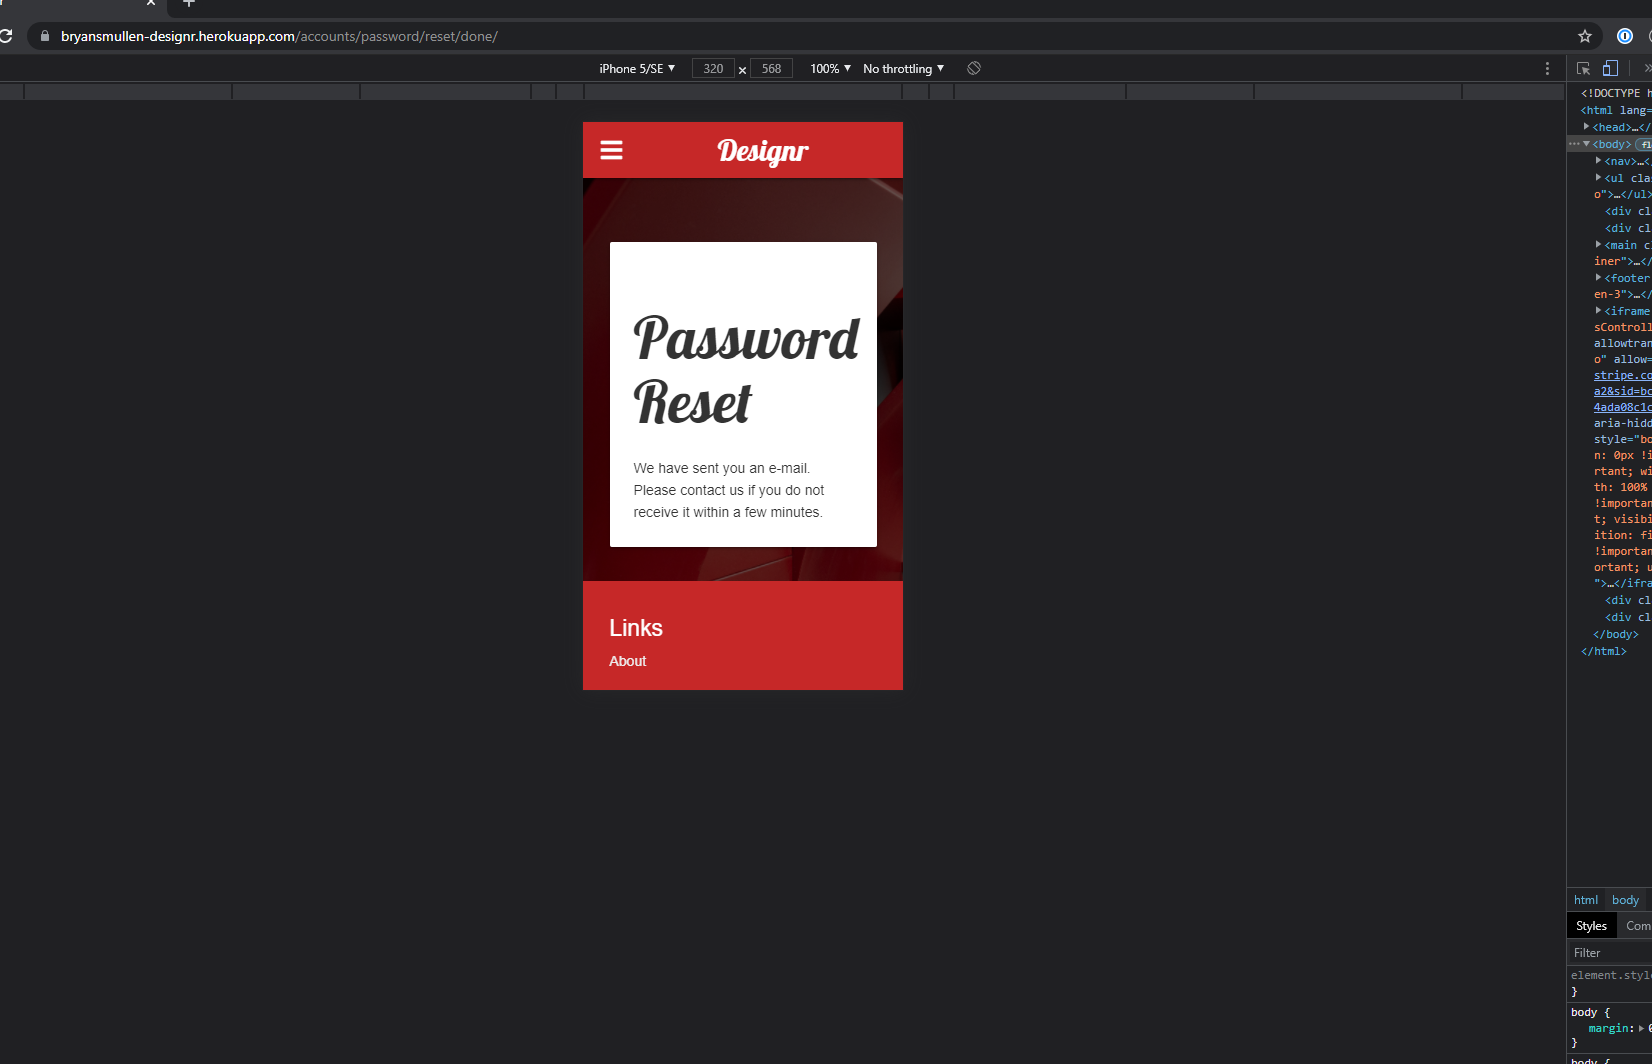 bryansmullen-designr.herokuapp.com/accounts/password/reset/done/
iPhone 5/SE ▼ 320 × 568 100% ▼ No throttling ▼
Designr
Password
Reset
We have sent you an e-mail.
Please contact us if you do not
receive it within a few minutes.
Links
About
<!DOCTYPE h
<html lang=
<head>…</
<body>
<nav>…<
<ul clas
o">…</ul>
<div cl
<div cl
<main cl
iner">…</
<footer
en-3">…</
<iframe
sControll
allowtran
o" allow=
stripe.co
a2&sid=bc
4ada08c1c
aria-hidd
style="bo
n: 0px !i
rtant; wi
th: 100%
!importan
t; visibi
ition: fi
!importan
ortant; u
">…</ifra
<div cl
<div cl
</body>
</html>
html body
Styles Com
Filter
element.style
}
body {
margin:
}
body {